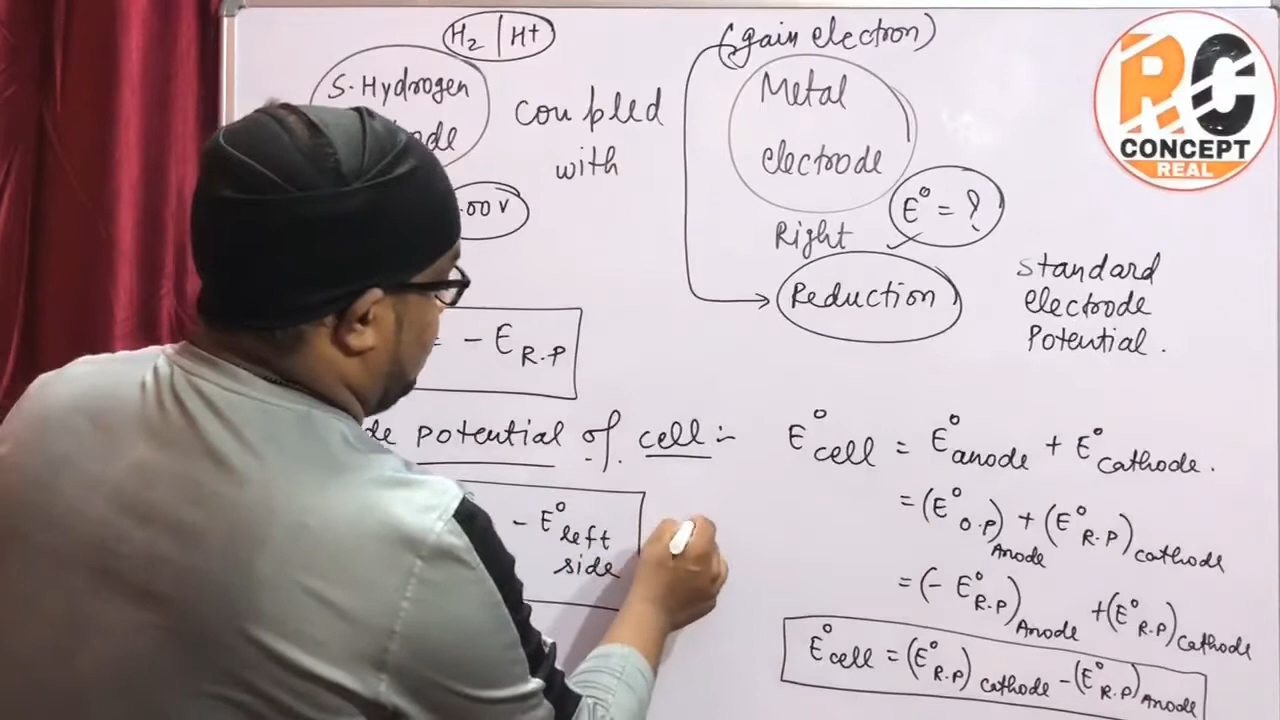 H₂ | H+
S. Hydrogen
coupled
with
(gain electron)
Metal
electrode
E° = ?
Right
Reduction
standard
electrode
Potential.
.00 V
= - E R.P
potential of cell :-
- E° left
side
E° cell = E° anode + E° cathode.
= (E° O.P) Anode + (E° R.P) cathode
= (- E° R.P) Anode + (E° R.P) cathode
E° cell = (E° R.P) cathode - (E° R.P) Anode
RC
CONCEPT
REAL